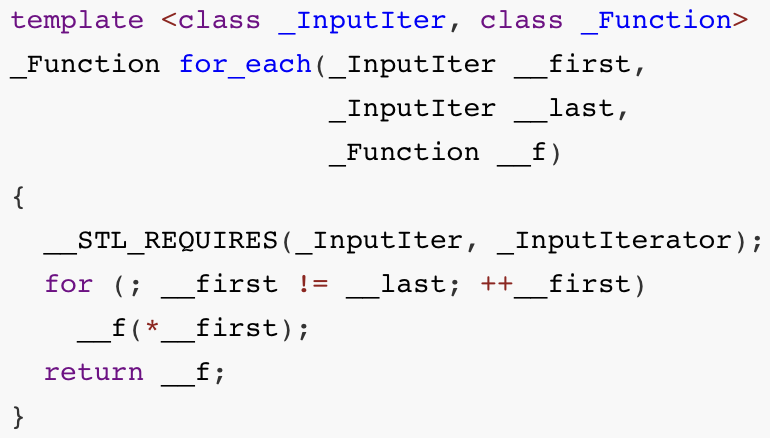 template <class _InputIter, class _Function>
_Function for_each(_InputIter __first,
                   _InputIter __last,
                   _Function __f)
{
  __STL_REQUIRES(_InputIter, _InputIterator);
  for (; __first != __last; ++__first)
    __f(*__first);
  return __f;
}